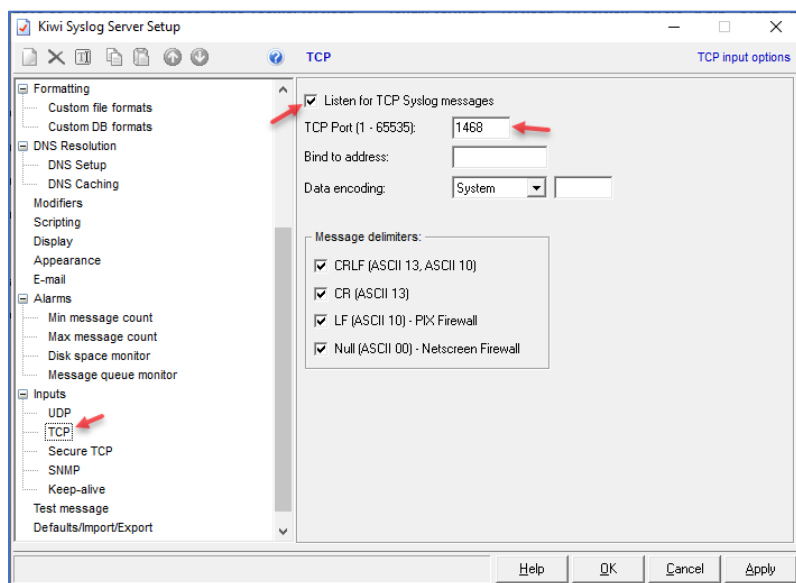 Kiwi Syslog Server Setup
TCP
TCP input options
Formatting
Custom file formats
Custom DB formats
DNS Resolution
DNS Setup
DNS Caching
Modifiers
Scripting
Display
Appearance
E-mail
Alarms
Min message count
Max message count
Disk space monitor
Message queue monitor
Inputs
UDP
TCP
Secure TCP
SNMP
Keep-alive
Test message
Defaults/Import/Export
Listen for TCP Syslog messages
TCP Port (1 - 65535): 1468
Bind to address:
Data encoding: System
Message delimiters:
CRLF (ASCII 13, ASCII 10)
CR (ASCII 13)
LF (ASCII 10) - PIX Firewall
Null (ASCII 00) - Netscreen Firewall
Help OK Cancel Apply